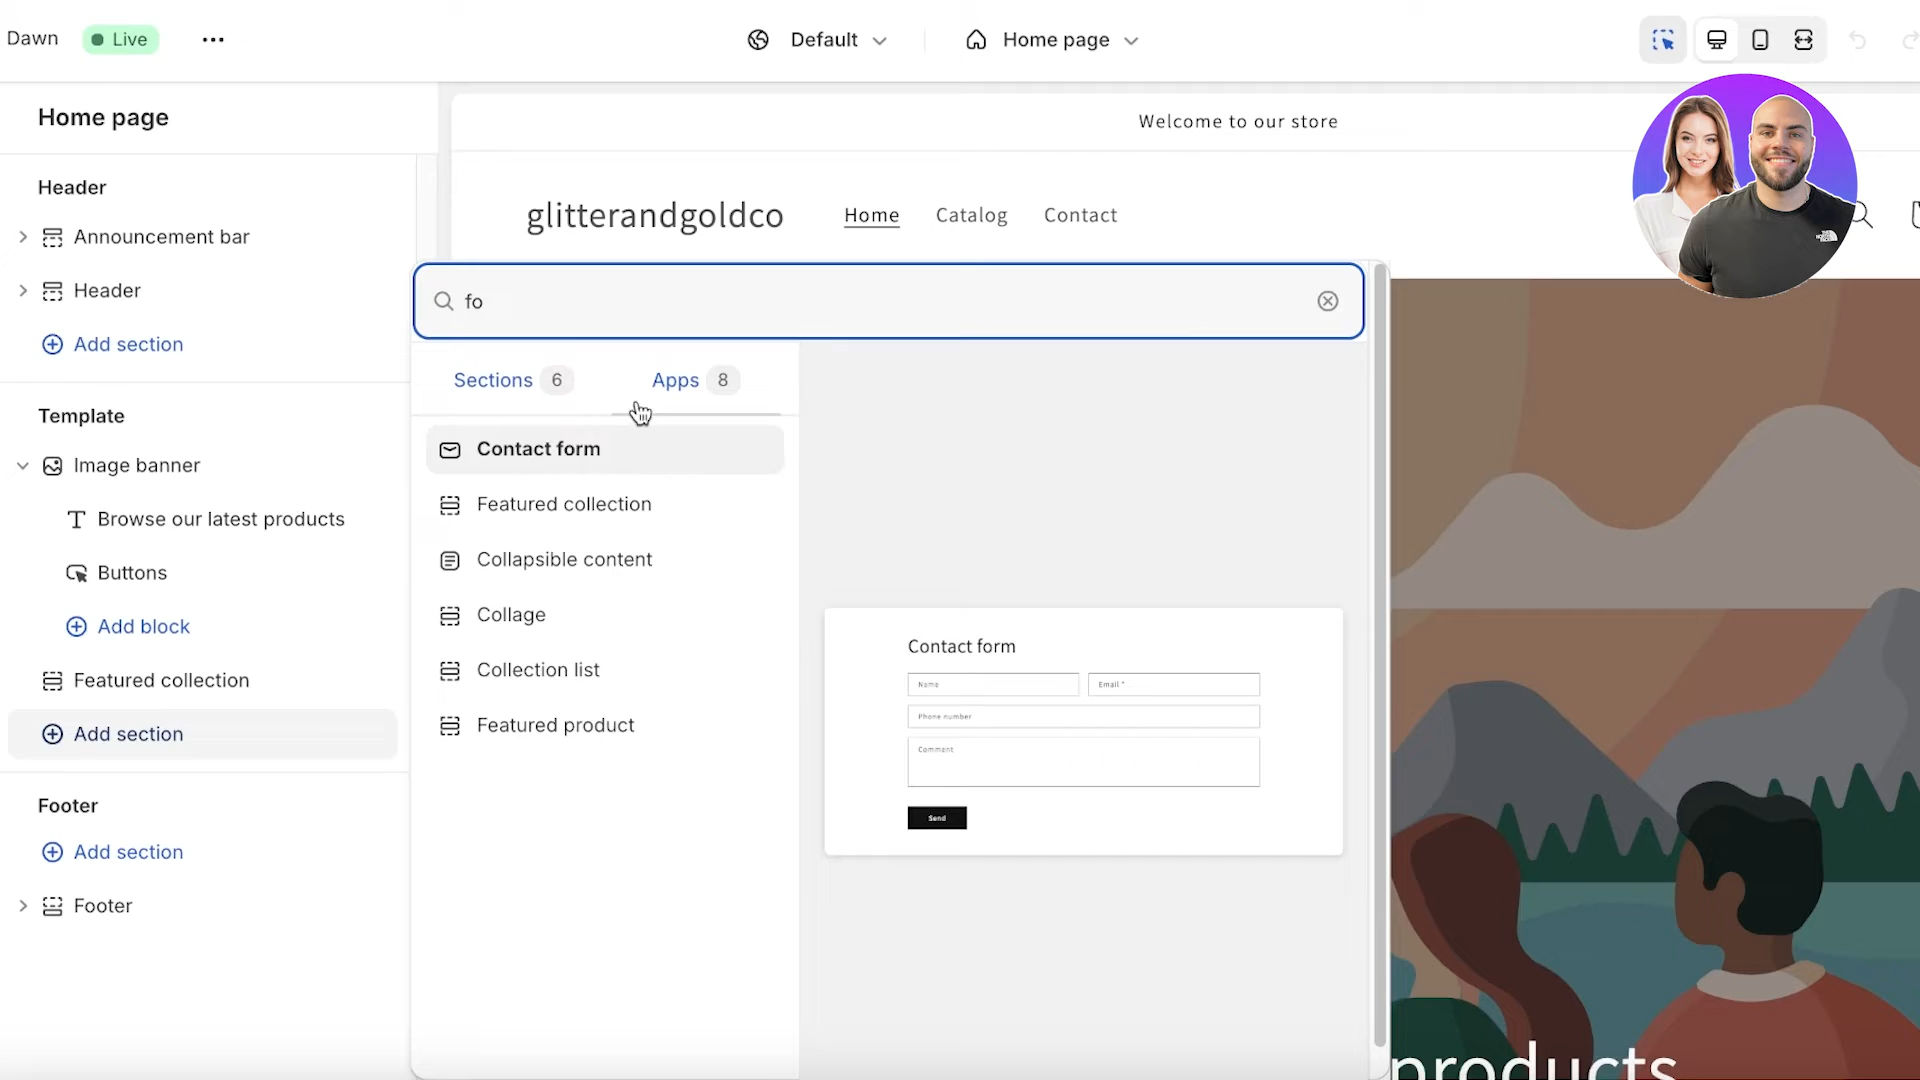 Dawn
Live
Default
Home page
Home page
Header
Announcement bar
Header
Add section
Template
Image banner
Browse our latest products
Buttons
Add block
Featured collection
Add section
Footer
Add section
Footer
Welcome to our store
glitterandgoldco
Home
Catalog
Contact
fo
Sections 6
Apps 8
Contact form
Featured collection
Collapsible content
Collage
Collection list
Featured product
Contact form
Name
Email *
Phone number
Comment
Send
products